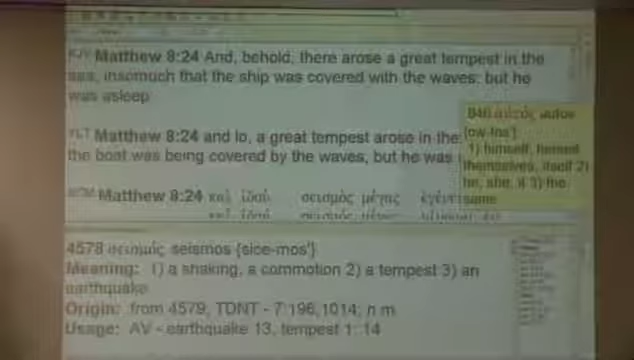 KJV Matthew 8:24 And, behold, there arose a great tempest in the
sea, insomuch that the ship was covered with the waves: but he
was asleep
YLT Matthew 8:24 and lo, a great tempest arose in the
the boat was being covered by the waves, but he was
846 αὐτός autos
{ow-tos'}
1) himself, herself
themselves, itself 2)
he, she, it 3) the
same
Matthew 8:24 καὶ ἰδοὺ σεισμὸς μέγας
4578 σεισμός seismos {sice-mos'}
Meaning: 1) a shaking, a commotion 2) a tempest 3) an
earthquake
Origin: from 4579; TDNT - 7:196,1014; n m
Usage: AV - earthquake 13, tempest 1; 14